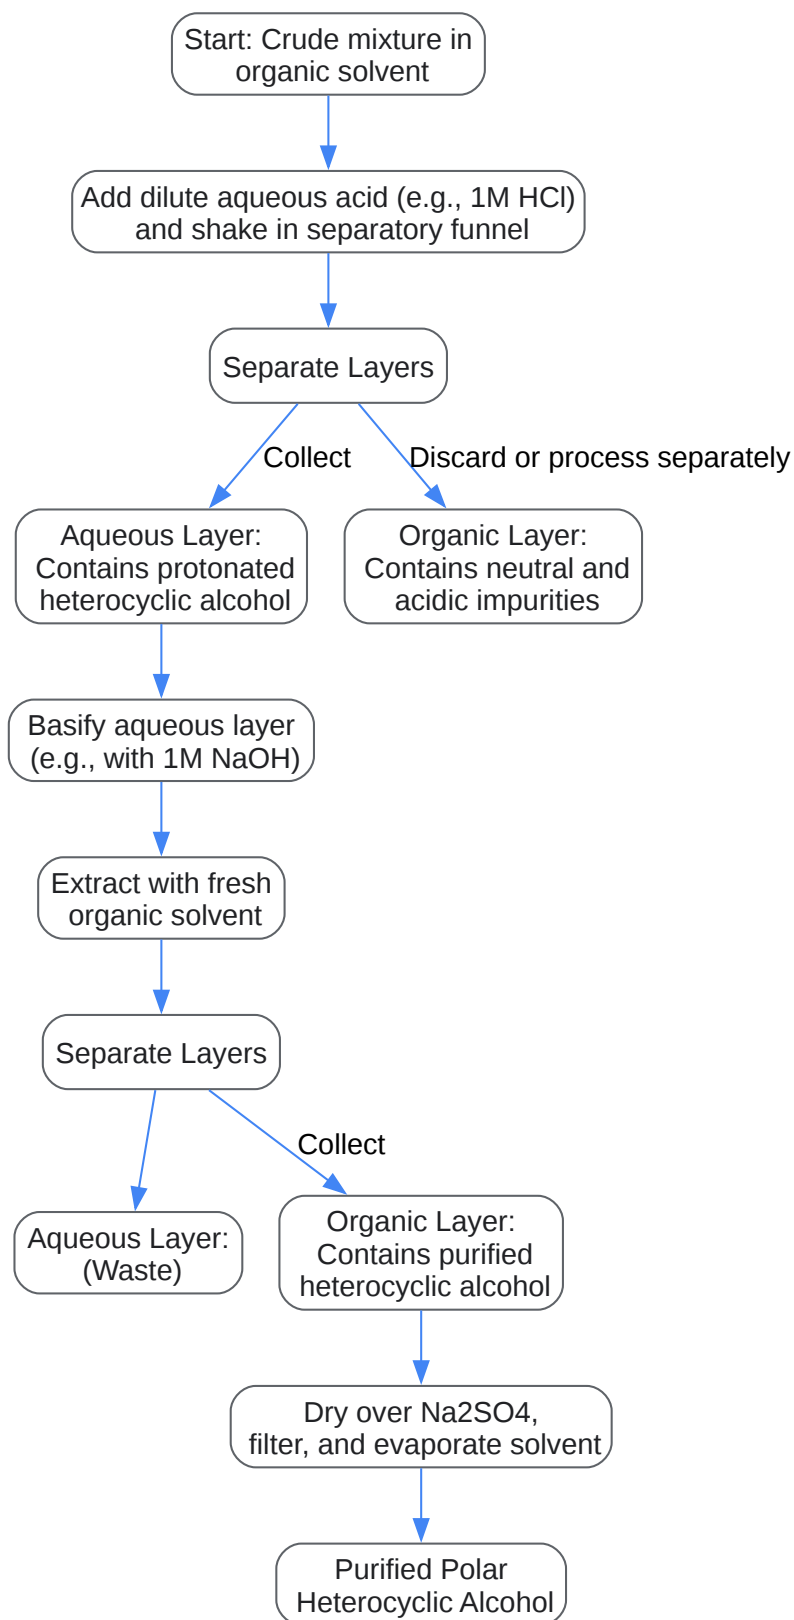 Start: Crude mixture in
organic solvent
Add dilute aqueous acid (e.g., 1M HCl)
and shake in separatory funnel
Separate Layers
Collect
Discard or process separately
Aqueous Layer:
Contains protonated
heterocyclic alcohol
Organic Layer:
Contains neutral and
acidic impurities
Basify aqueous layer
(e.g., with 1M NaOH)
Extract with fresh
organic solvent
Separate Layers
Collect
Aqueous Layer:
(Waste)
Organic Layer:
Contains purified
heterocyclic alcohol
Dry over Na2SO4,
filter, and evaporate solvent
Purified Polar
Heterocyclic Alcohol